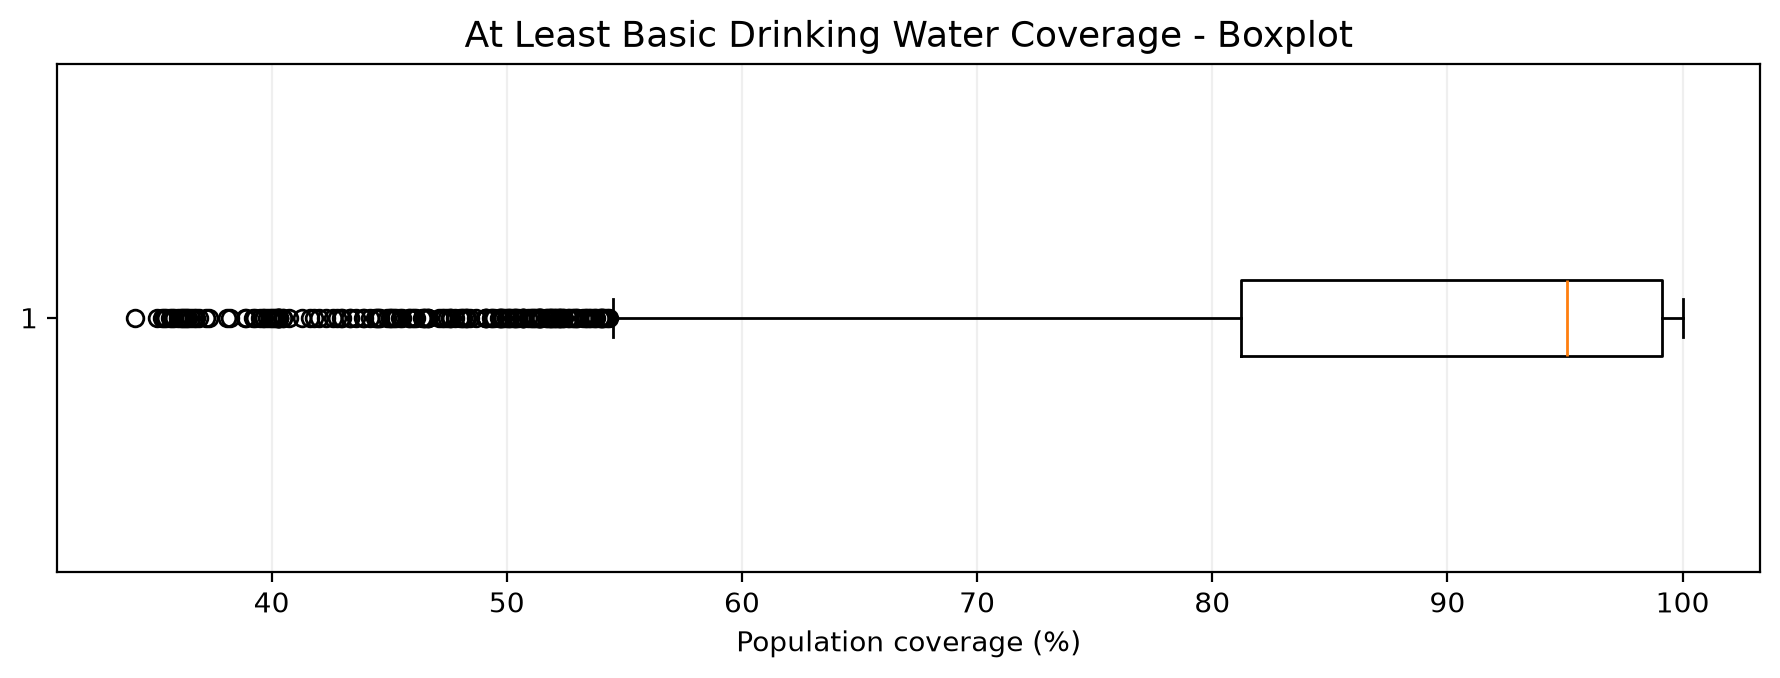 At Least Basic Drinking Water Coverage - Boxplot
1
40 50 60 70 80 90 100
Population coverage (%)